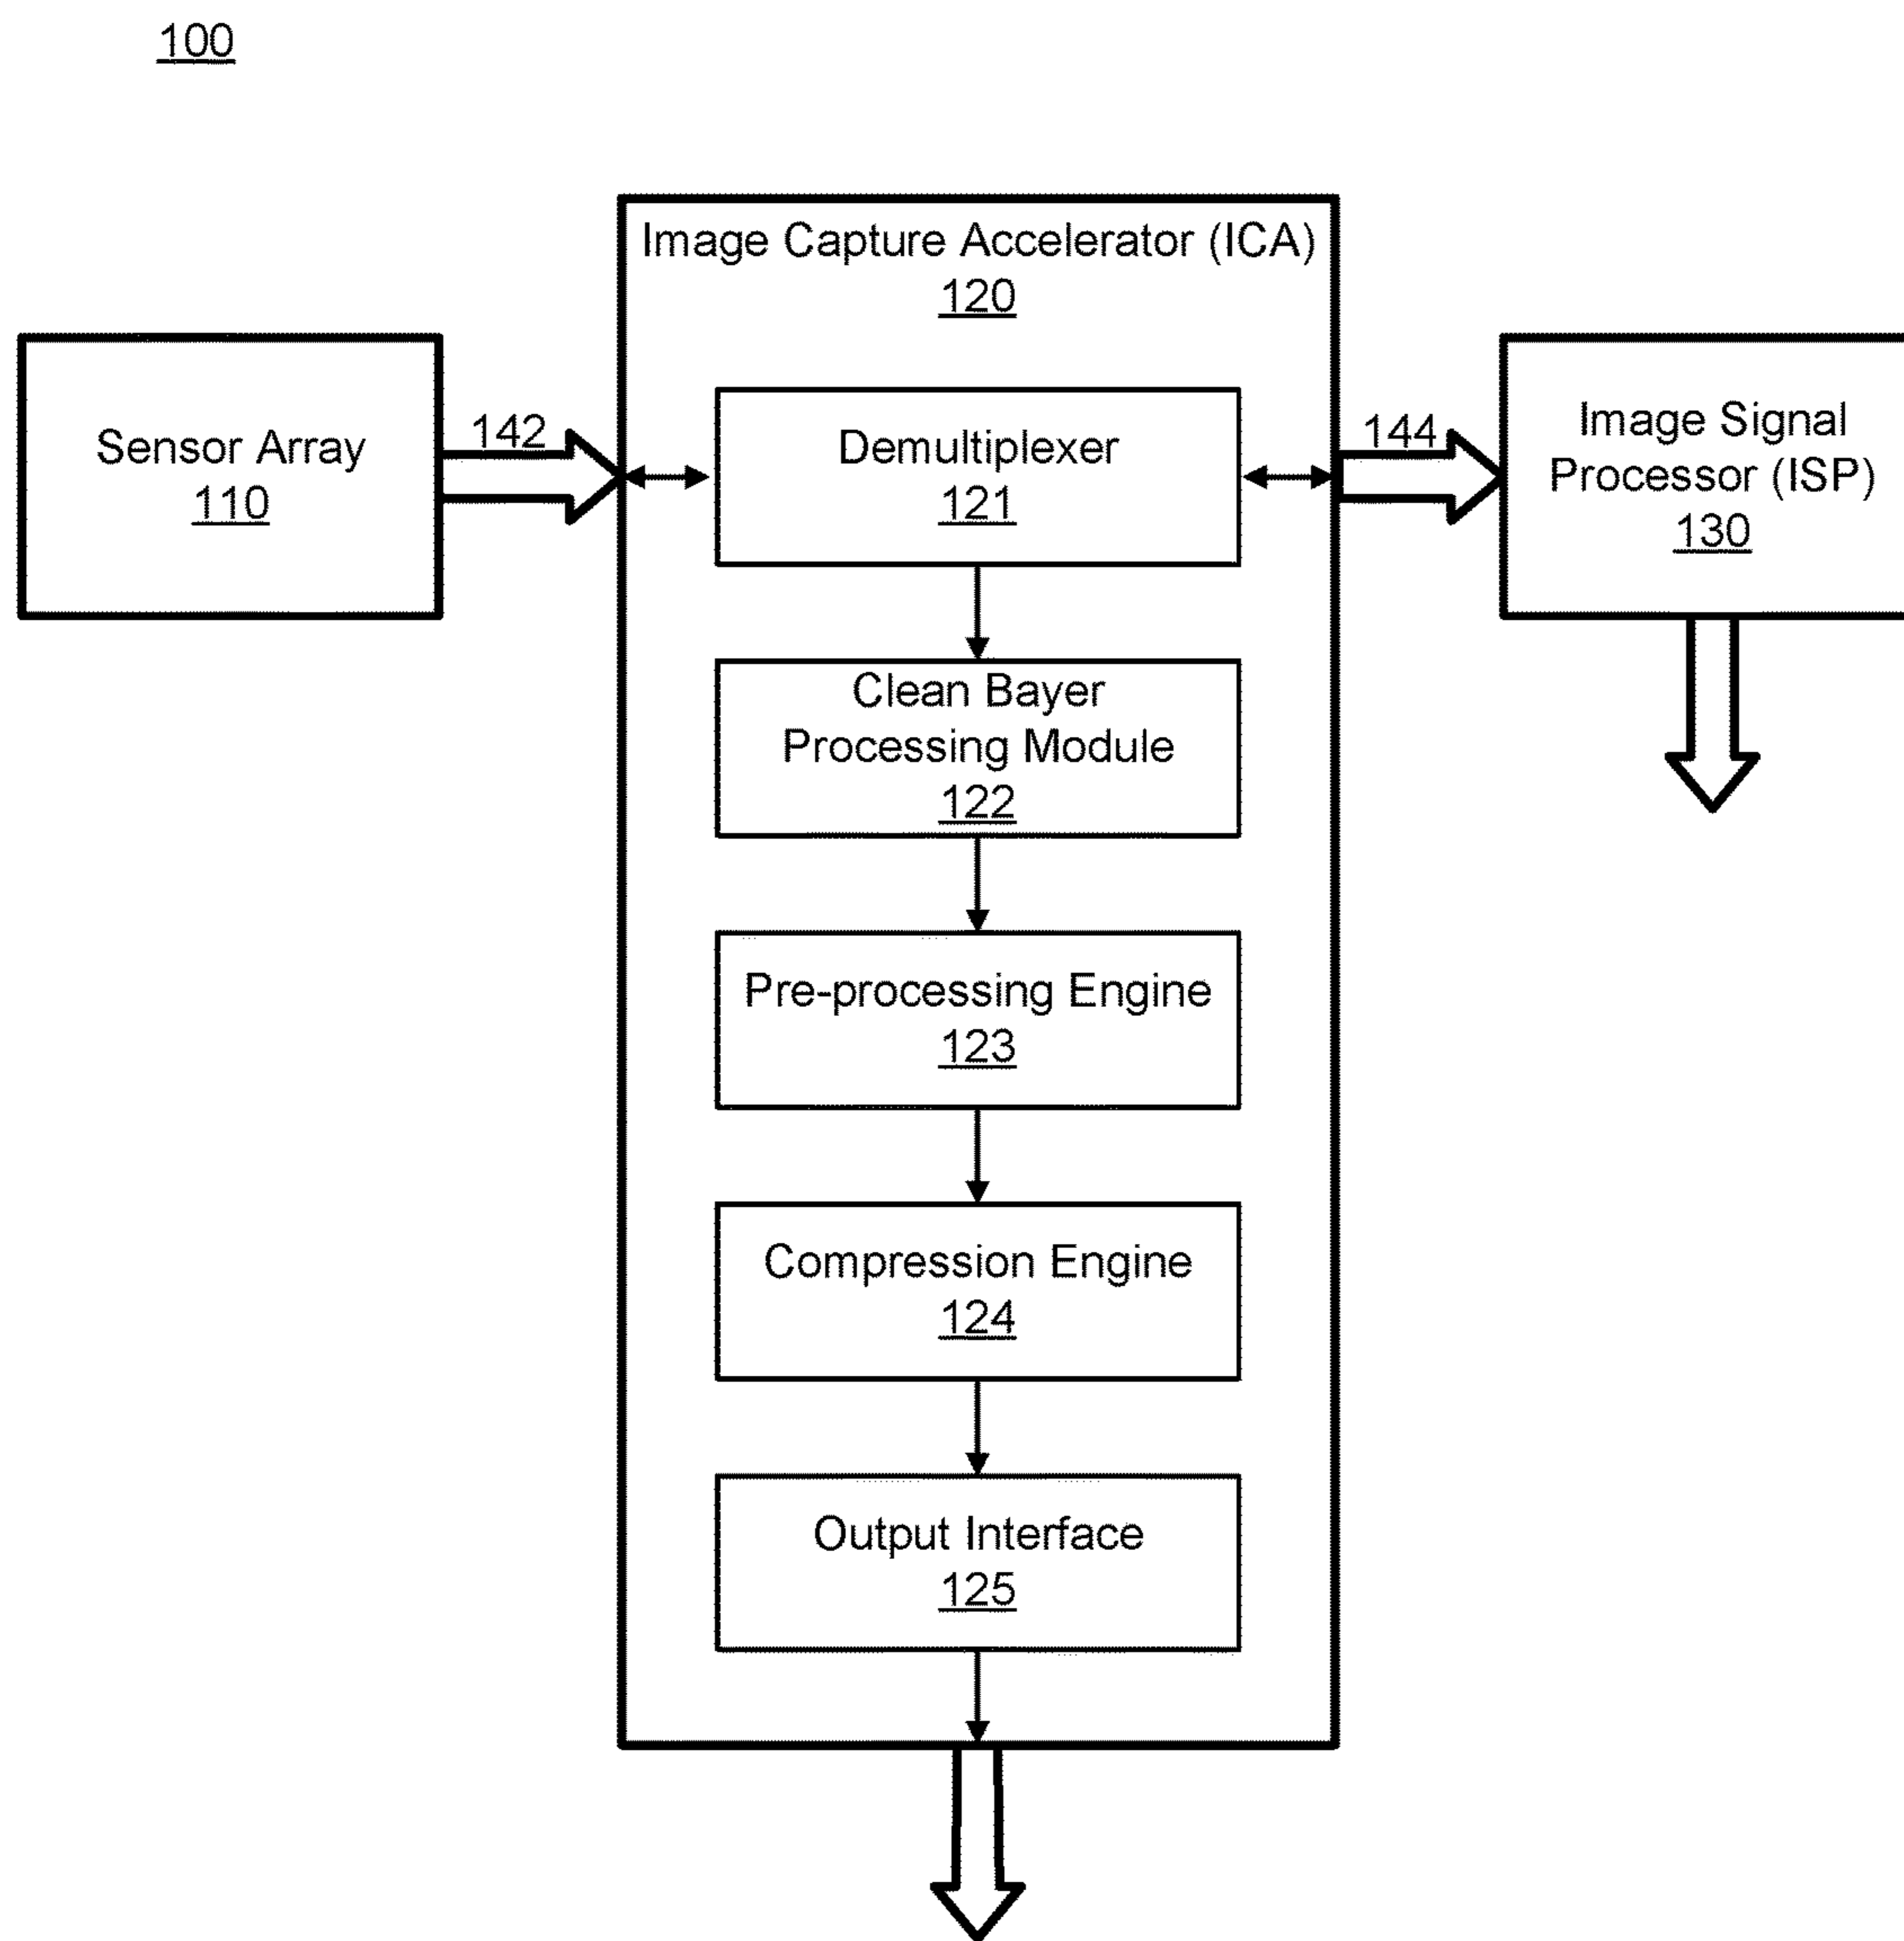 100
Image Capture Accelerator (ICA)
120
Sensor Array
110
142
Demultiplexer
121
144
Image Signal
Processor (ISP)
130
Clean Bayer
Processing Module
122
Pre-processing Engine
123
Compression Engine
124
Output Interface
125